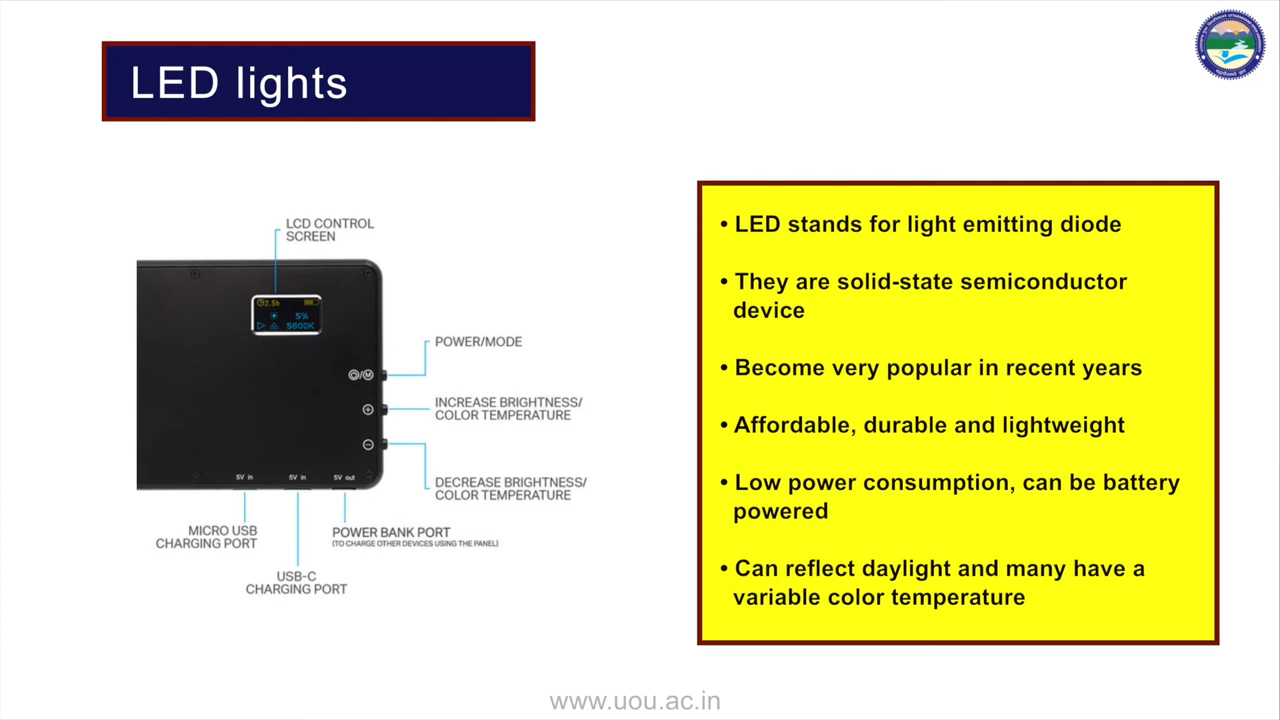 LED lights
LCD CONTROL
SCREEN
2.5h
5%
5600K
POWER/MODE
/M
INCREASE BRIGHTNESS/
COLOR TEMPERATURE
DECREASE BRIGHTNESS/
COLOR TEMPERATURE
5V in
5V in
5V out
MICRO USB
CHARGING PORT
POWER BANK PORT
(TO CHARGE OTHER DEVICES USING THE PANEL)
USB-C
CHARGING PORT
• LED stands for light emitting diode
• They are solid-state semiconductor
device
• Become very popular in recent years
• Affordable, durable and lightweight
• Low power consumption, can be battery
powered
• Can reflect daylight and many have a
variable color temperature
www.uou.ac.in